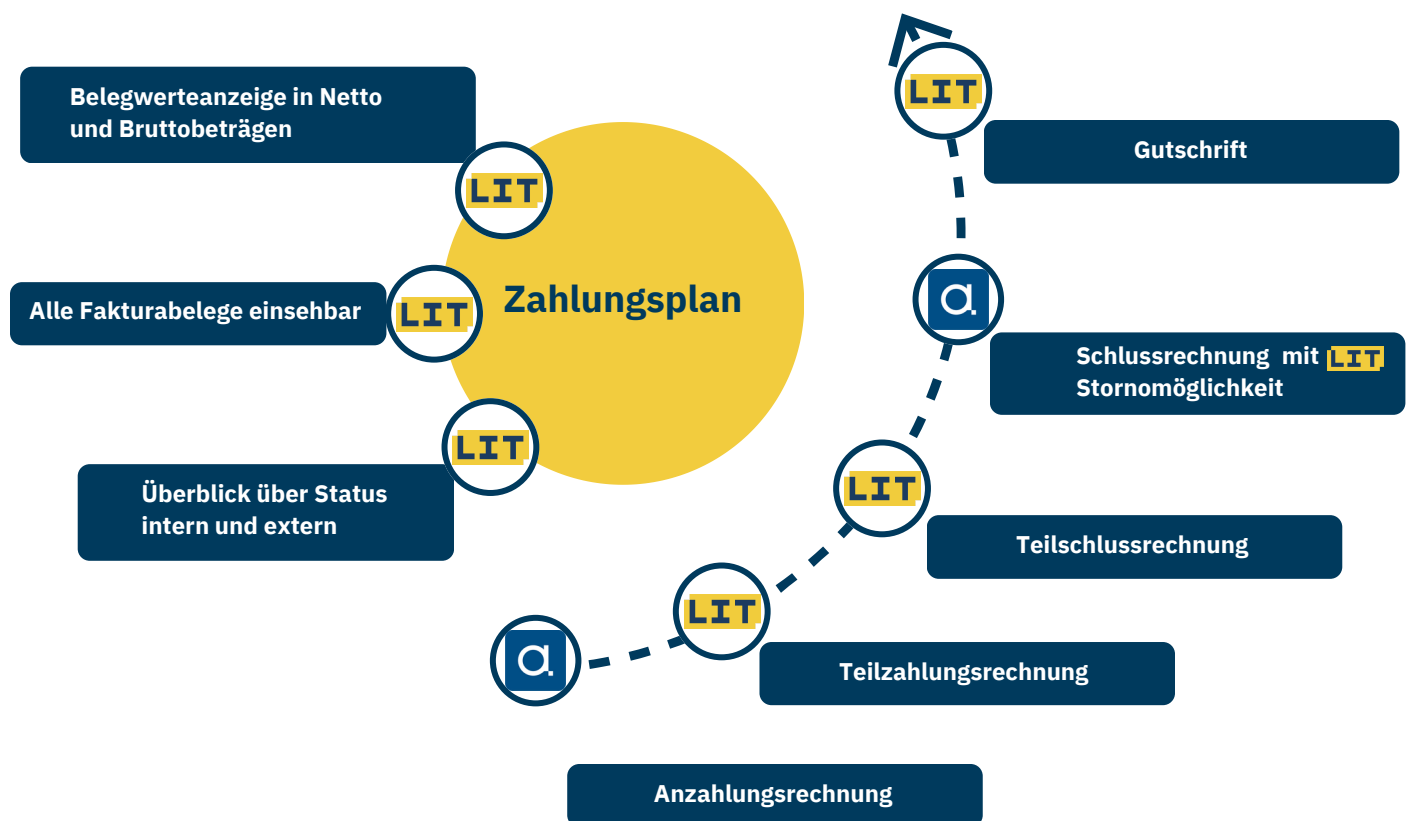 Belegwerteanzeige in Netto
und Bruttobeträgen
LIT
Alle Fakturabelege einsehbar
LIT
Überblick über Status
intern und extern
LIT
Zahlungsplan
LIT
Gutschrift
a.
Schlussrechnung mit LIT
Stornomöglichkeit
LIT
Teilschlussrechnung
LIT
Teilzahlungsrechnung
a.
Anzahlungsrechnung